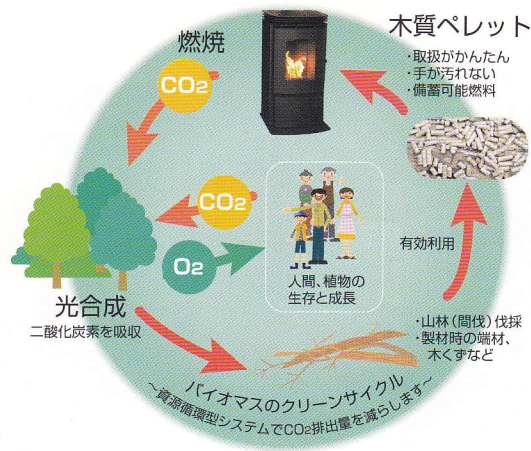 燃焼
木質ペレット
・取扱がかんたん
・手が汚れない
・備蓄可能燃料
CO2
CO2
O2
人間、植物の
生存と成長
有効利用
光合成
二酸化炭素を吸収
・山林(間伐)伐採
・製材時の端材、
木くずなど
バイオマスのクリーンサイクル
〜資源循環型システムでCO2排出量を減らします〜